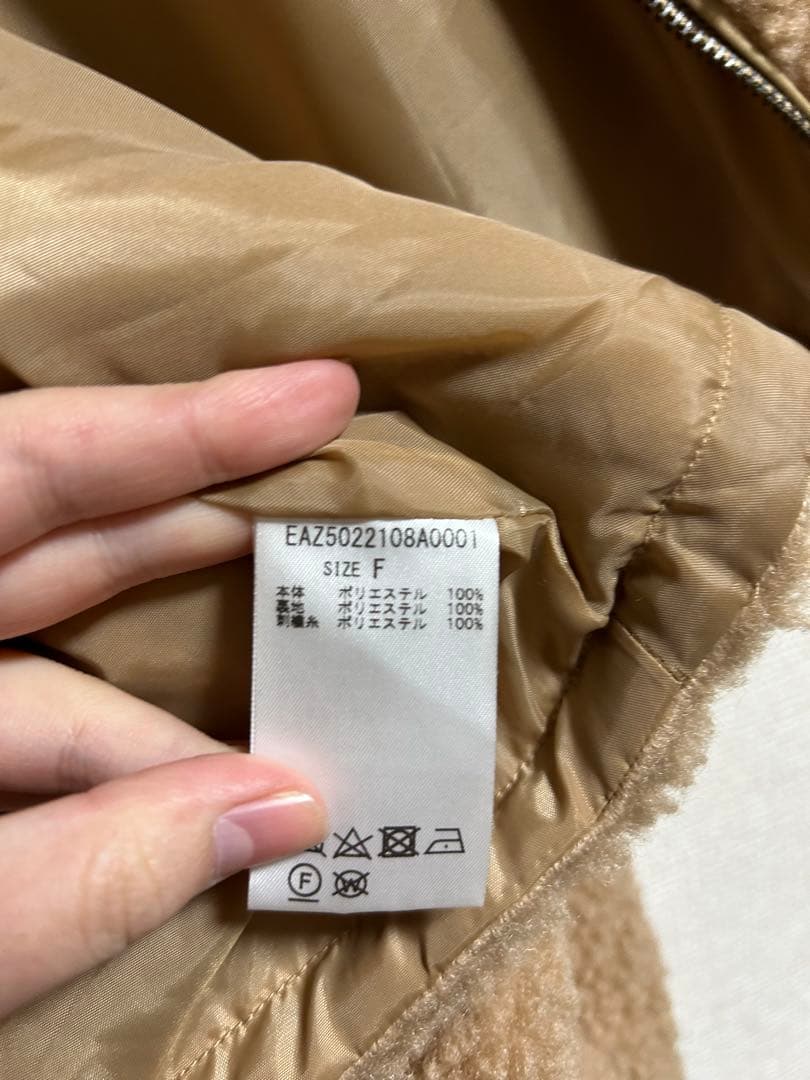 EAZ5022108A0001
SIZE F
本体 ポリエステル 100%
裏地 ポリエステル 100%
刺繍糸 ポリエステル 100%
F
W